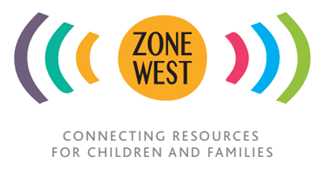 ZONE
WEST
CONNECTING RESOURCES
FOR CHILDREN AND FAMILIES